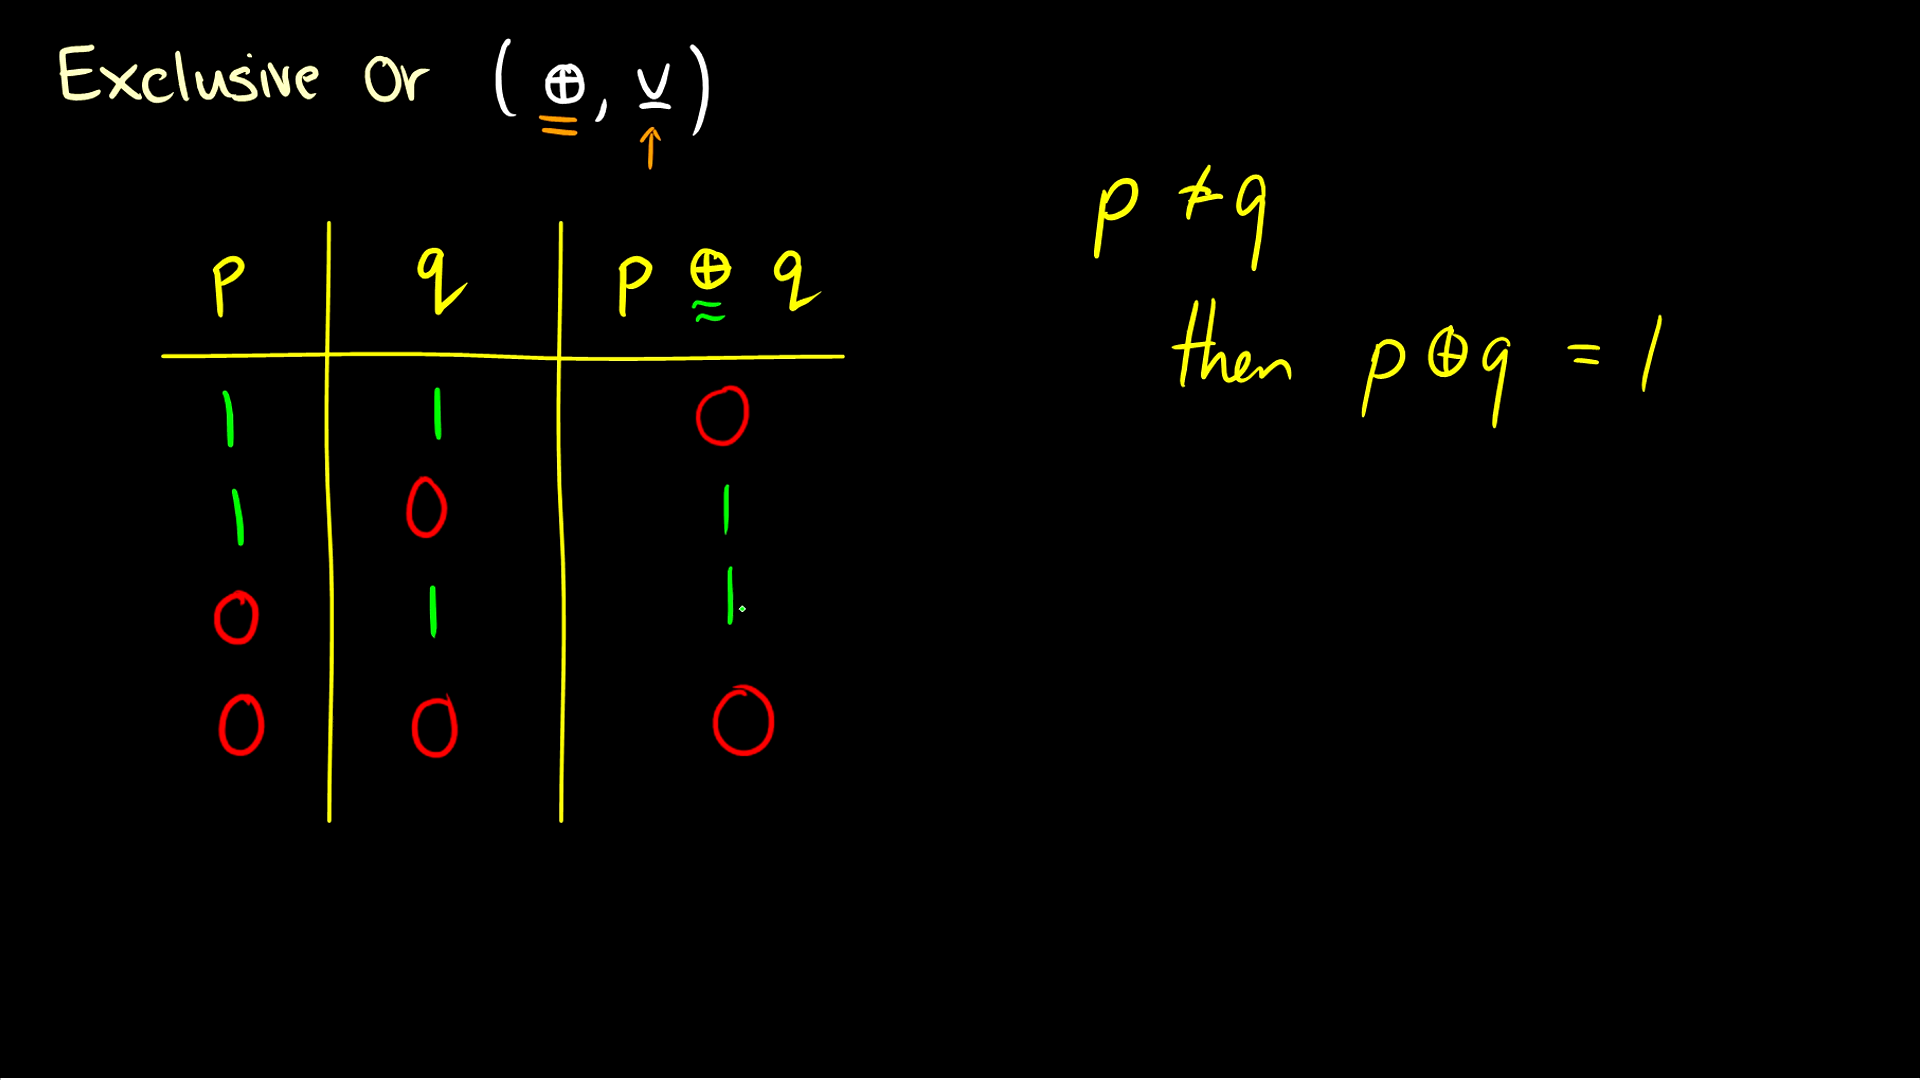 Exclusive Or (⊕, ⊻)
p q p ⊕ q
1 1 0
1 0 1
0 1 1
0 0 0
p ≠ q
then p ⊕ q = 1